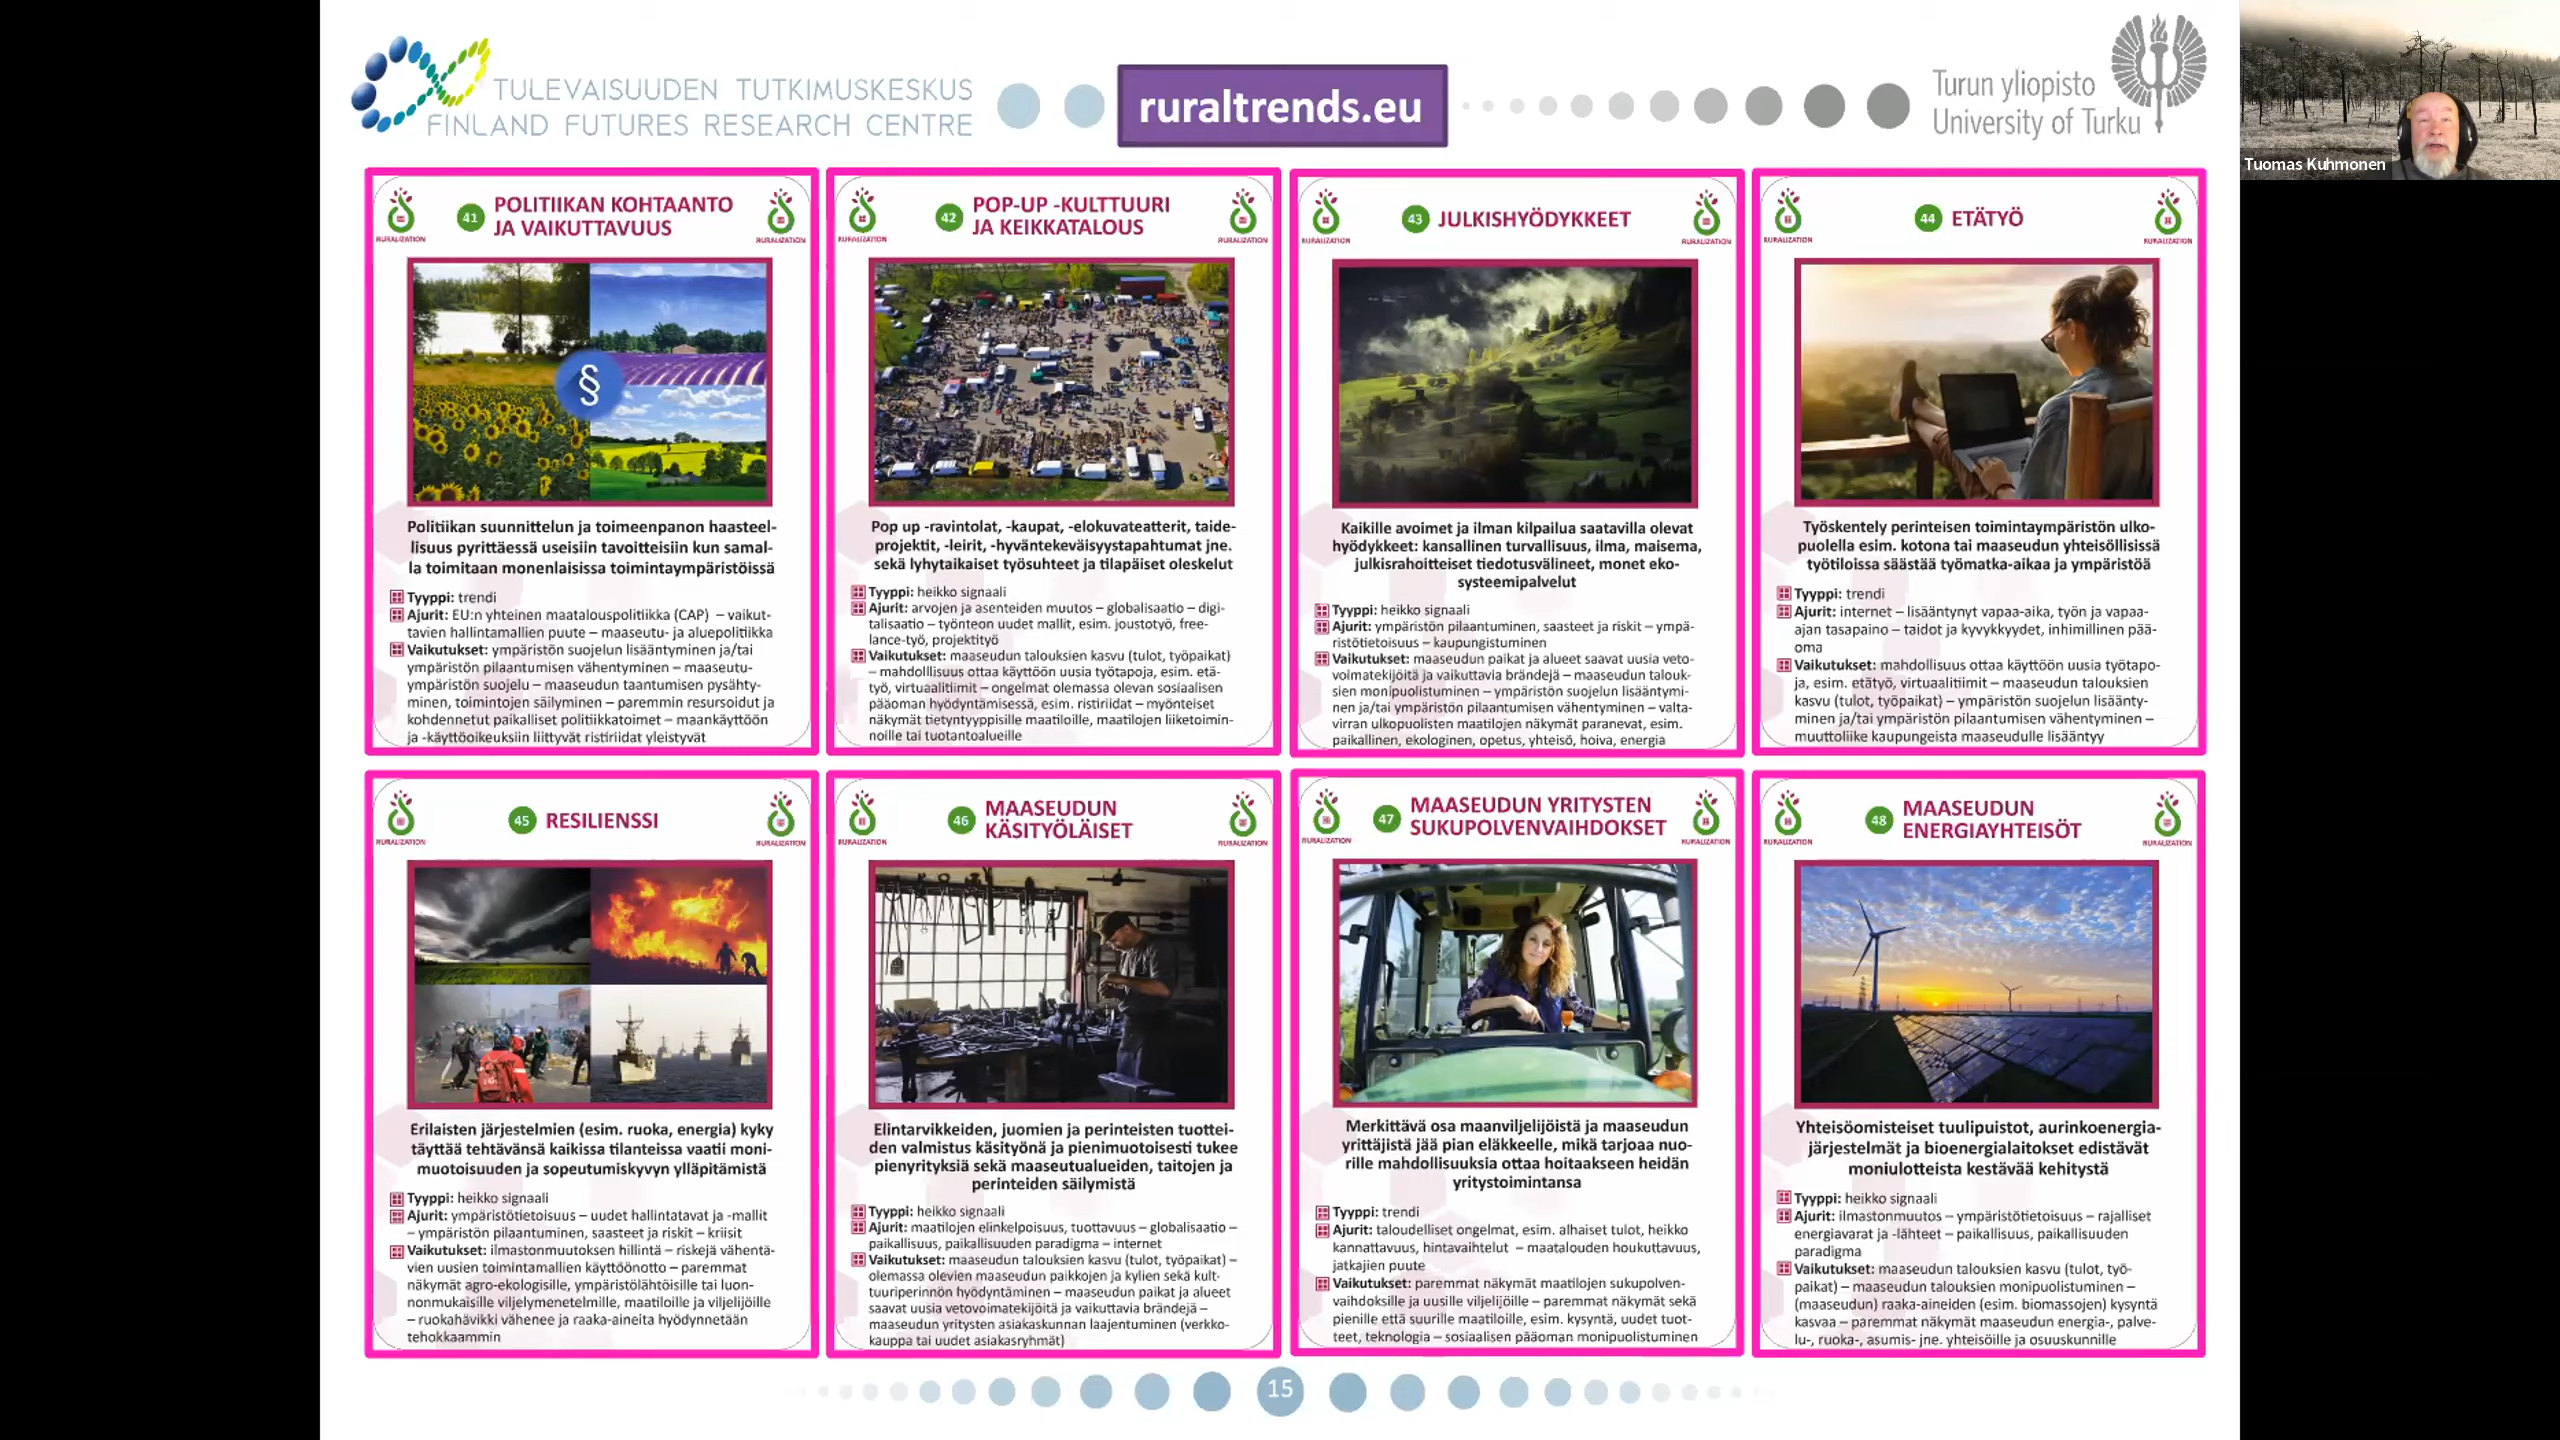 TULEVAISUUDEN TUTKIMUSKESKUS
FINLAND FUTURES RESEARCH CENTRE
ruraltrends.eu
Turun yliopisto
University of Turku
Tuomas Kuhmonen
RURALIZATION
41 POLITIIKAN KOHTAANTO
JA VAIKUTTAVUUS
RURALIZATION
§
Politiikan suunnittelun ja toimeenpanon haasteel-
lisuus pyrittäessä useisiin tavoitteisiin kun samal-
la toimitaan monenlaisissa toimintaympäristöissä
Tyyppi: trendi
Ajurit: EU:n yhteinen maatalouspolitiikka (CAP) – vaikut-
tavien hallintamallien puute – maaseutu- ja aluepolitiikka
Vaikutukset: ympäristön suojelun lisääntyminen ja/tai
ympäristön pilaantumisen vähentyminen – maaseutu-
ympäristön suojelu – maaseudun taantumisen pysähty-
minen, toimintojen säilyminen – paremmin resursoidut ja
kohdennetut paikalliset politiikkatoimet – maankäyttöön
ja -käyttöoikeuksiin liittyvät ristiriidat yleistyvät
RURALIZATION
42 POP-UP -KULTTUURI
JA KEIKKATALOUS
RURALIZATION
Pop up -ravintolat, -kaupat, -elokuvateatterit, taide-
projektit, -leirit, -hyväntekeväisyystapahtumat jne.
sekä lyhytaikaiset työsuhteet ja tilapäiset oleskelut
Tyyppi: heikko signaali
Ajurit: arvojen ja asenteiden muutos – globalisaatio – digi-
talisaatio – työnteon uudet mallit, esim. joustotyö, free-
lance-työ, projektityö
Vaikutukset: maaseudun talouksien kasvu (tulot, työpaikat)
– mahdollisuus ottaa käyttöön uusia työtapoja, esim. etä-
työ, virtuaalitiimit – ongelmat olemassa olevan sosiaalisen
pääoman hyödyntämisessä, esim. ristiriidat – myönteiset
näkymät tietyntyyppisille maatiloille, maatilojen liiketoimin-
noille tai tuotantoalueille
RURALIZATION
43 JULKISHYÖDYKKEET
RURALIZATION
Kaikille avoimet ja ilman kilpailua saatavilla olevat
hyödykkeet: kansallinen turvallisuus, ilma, maisema,
julkisrahoitteiset tiedotusvälineet, monet eko-
systeemipalvelut
Tyyppi: heikko signaali
Ajurit: ympäristön pilaantuminen, saasteet ja riskit – ympä-
ristötietoisuus – kaupungistuminen
Vaikutukset: maaseudun paikat ja alueet saavat uusia veto-
voimatekijöitä ja vaikuttavia brändejä – maaseudun talouk-
sien monipuolistuminen – ympäristön suojelun lisääntymi-
nen ja/tai ympäristön pilaantumisen vähentyminen – valta-
virran ulkopuolisten maatilojen näkymät paranevat, esim.
paikallinen, ekologinen, opetus, yhteisö, hoiva, energia
RURALIZATION
44 ETÄTYÖ
RURALIZATION
Työskentely perinteisen toimintaympäristön ulko-
puolella esim. kotona tai maaseudun yhteisöllisissä
työtiloissa säästää työmatka-aikaa ja ympäristöä
Tyyppi: trendi
Ajurit: internet – lisääntynyt vapaa-aika, työn ja vapaa-
ajan tasapaino – taidot ja kyvykkyydet, inhimillinen pää-
oma
Vaikutukset: mahdollisuus ottaa käyttöön uusia työtapo-
ja, esim. etätyö, virtuaalitiimit – maaseudun talouksien
kasvu (tulot, työpaikat) – ympäristön suojelun lisäänty-
minen ja/tai ympäristön pilaantumisen vähentyminen –
muuttoliike kaupungeista maaseudulle lisääntyy
RURALIZATION
45 RESILIENSSI
RURALIZATION
Erilaisten järjestelmien (esim. ruoka, energia) kyky
täyttää tehtävänsä kaikissa tilanteissa vaatii moni-
muotoisuuden ja sopeutumiskyvyn ylläpitämistä
Tyyppi: heikko signaali
Ajurit: ympäristötietoisuus – uudet hallintatavat ja -mallit
– ympäristön pilaantuminen, saasteet ja riskit – kriisit
Vaikutukset: ilmastonmuutoksen hillintä – riskejä vähentä-
vien uusien toimintamallien käyttöönotto – paremmat
näkymät agro-ekologisille, ympäristölähtöisille tai luon-
nonmukaisille viljelymenetelmille, maatiloille ja viljelijöille
– ruokahävikki vähenee ja raaka-aineita hyödynnetään
tehokkaammin
RURALIZATION
46 MAASEUDUN
KÄSITYÖLÄISET
RURALIZATION
Elintarvikkeiden, juomien ja perinteisten tuottei-
den valmistus käsityönä ja pienimuotoisesti tukee
pienyrityksiä sekä maaseutualueiden, taitojen ja
perinteiden säilymistä
Tyyppi: heikko signaali
Ajurit: maatilojen elinkelpoisuus, tuottavuus – globalisaatio –
paikallisuus, paikallisuuden paradigma – internet
Vaikutukset: maaseudun talouksien kasvu (tulot, työpaikat) –
olemassa olevien maaseudun paikkojen ja kylien sekä kult-
tuuriperinnön hyödyntäminen – maaseudun paikat ja alueet
saavat uusia vetovoimatekijöitä ja vaikuttavia brändejä –
maaseudun yritysten asiakaskunnan laajentuminen (verkko-
kauppa tai uudet asiakasryhmät)
RURALIZATION
47 MAASEUDUN YRITYSTEN
SUKUPOLVENVAIHDOKSET
RURALIZATION
Merkittävä osa maanviljelijöistä ja maaseudun
yrittäjistä jää pian eläkkeelle, mikä tarjoaa nuo-
rille mahdollisuuksia ottaa hoitaakseen heidän
yritystoimintansa
Tyyppi: trendi
Ajurit: taloudelliset ongelmat, esim. alhaiset tulot, heikko
kannattavuus, hintavaihtelut – maatalouden houkuttavuus,
jatkajien puute
Vaikutukset: paremmat näkymät maatilojen sukupolven-
vaihdoksille ja uusille viljelijöille – paremmat näkymät sekä
pienille että suurille maatiloille, esim. kysyntä, uudet tuot-
teet, teknologia – sosiaalisen pääoman monipuolistuminen
RURALIZATION
48 MAASEUDUN
ENERGIAYHTEISÖT
RURALIZATION
Yhteisöomisteiset tuulipuistot, aurinkoenergia-
järjestelmät ja bioenergialaitokset edistävät
moniulotteista kestävää kehitystä
Tyyppi: heikko signaali
Ajurit: ilmastonmuutos – ympäristötietoisuus – rajalliset
energiavarat ja -lähteet – paikallisuus, paikallisuuden
paradigma
Vaikutukset: maaseudun talouksien kasvu (tulot, työ-
paikat) – maaseudun talouksien monipuolistuminen –
(maaseudun) raaka-aineiden (esim. biomassojen) kysyntä
kasvaa – paremmat näkymät maaseudun energia-, palve-
lu-, ruoka-, asumis- jne. yhteisöille ja osuuskunnille
15